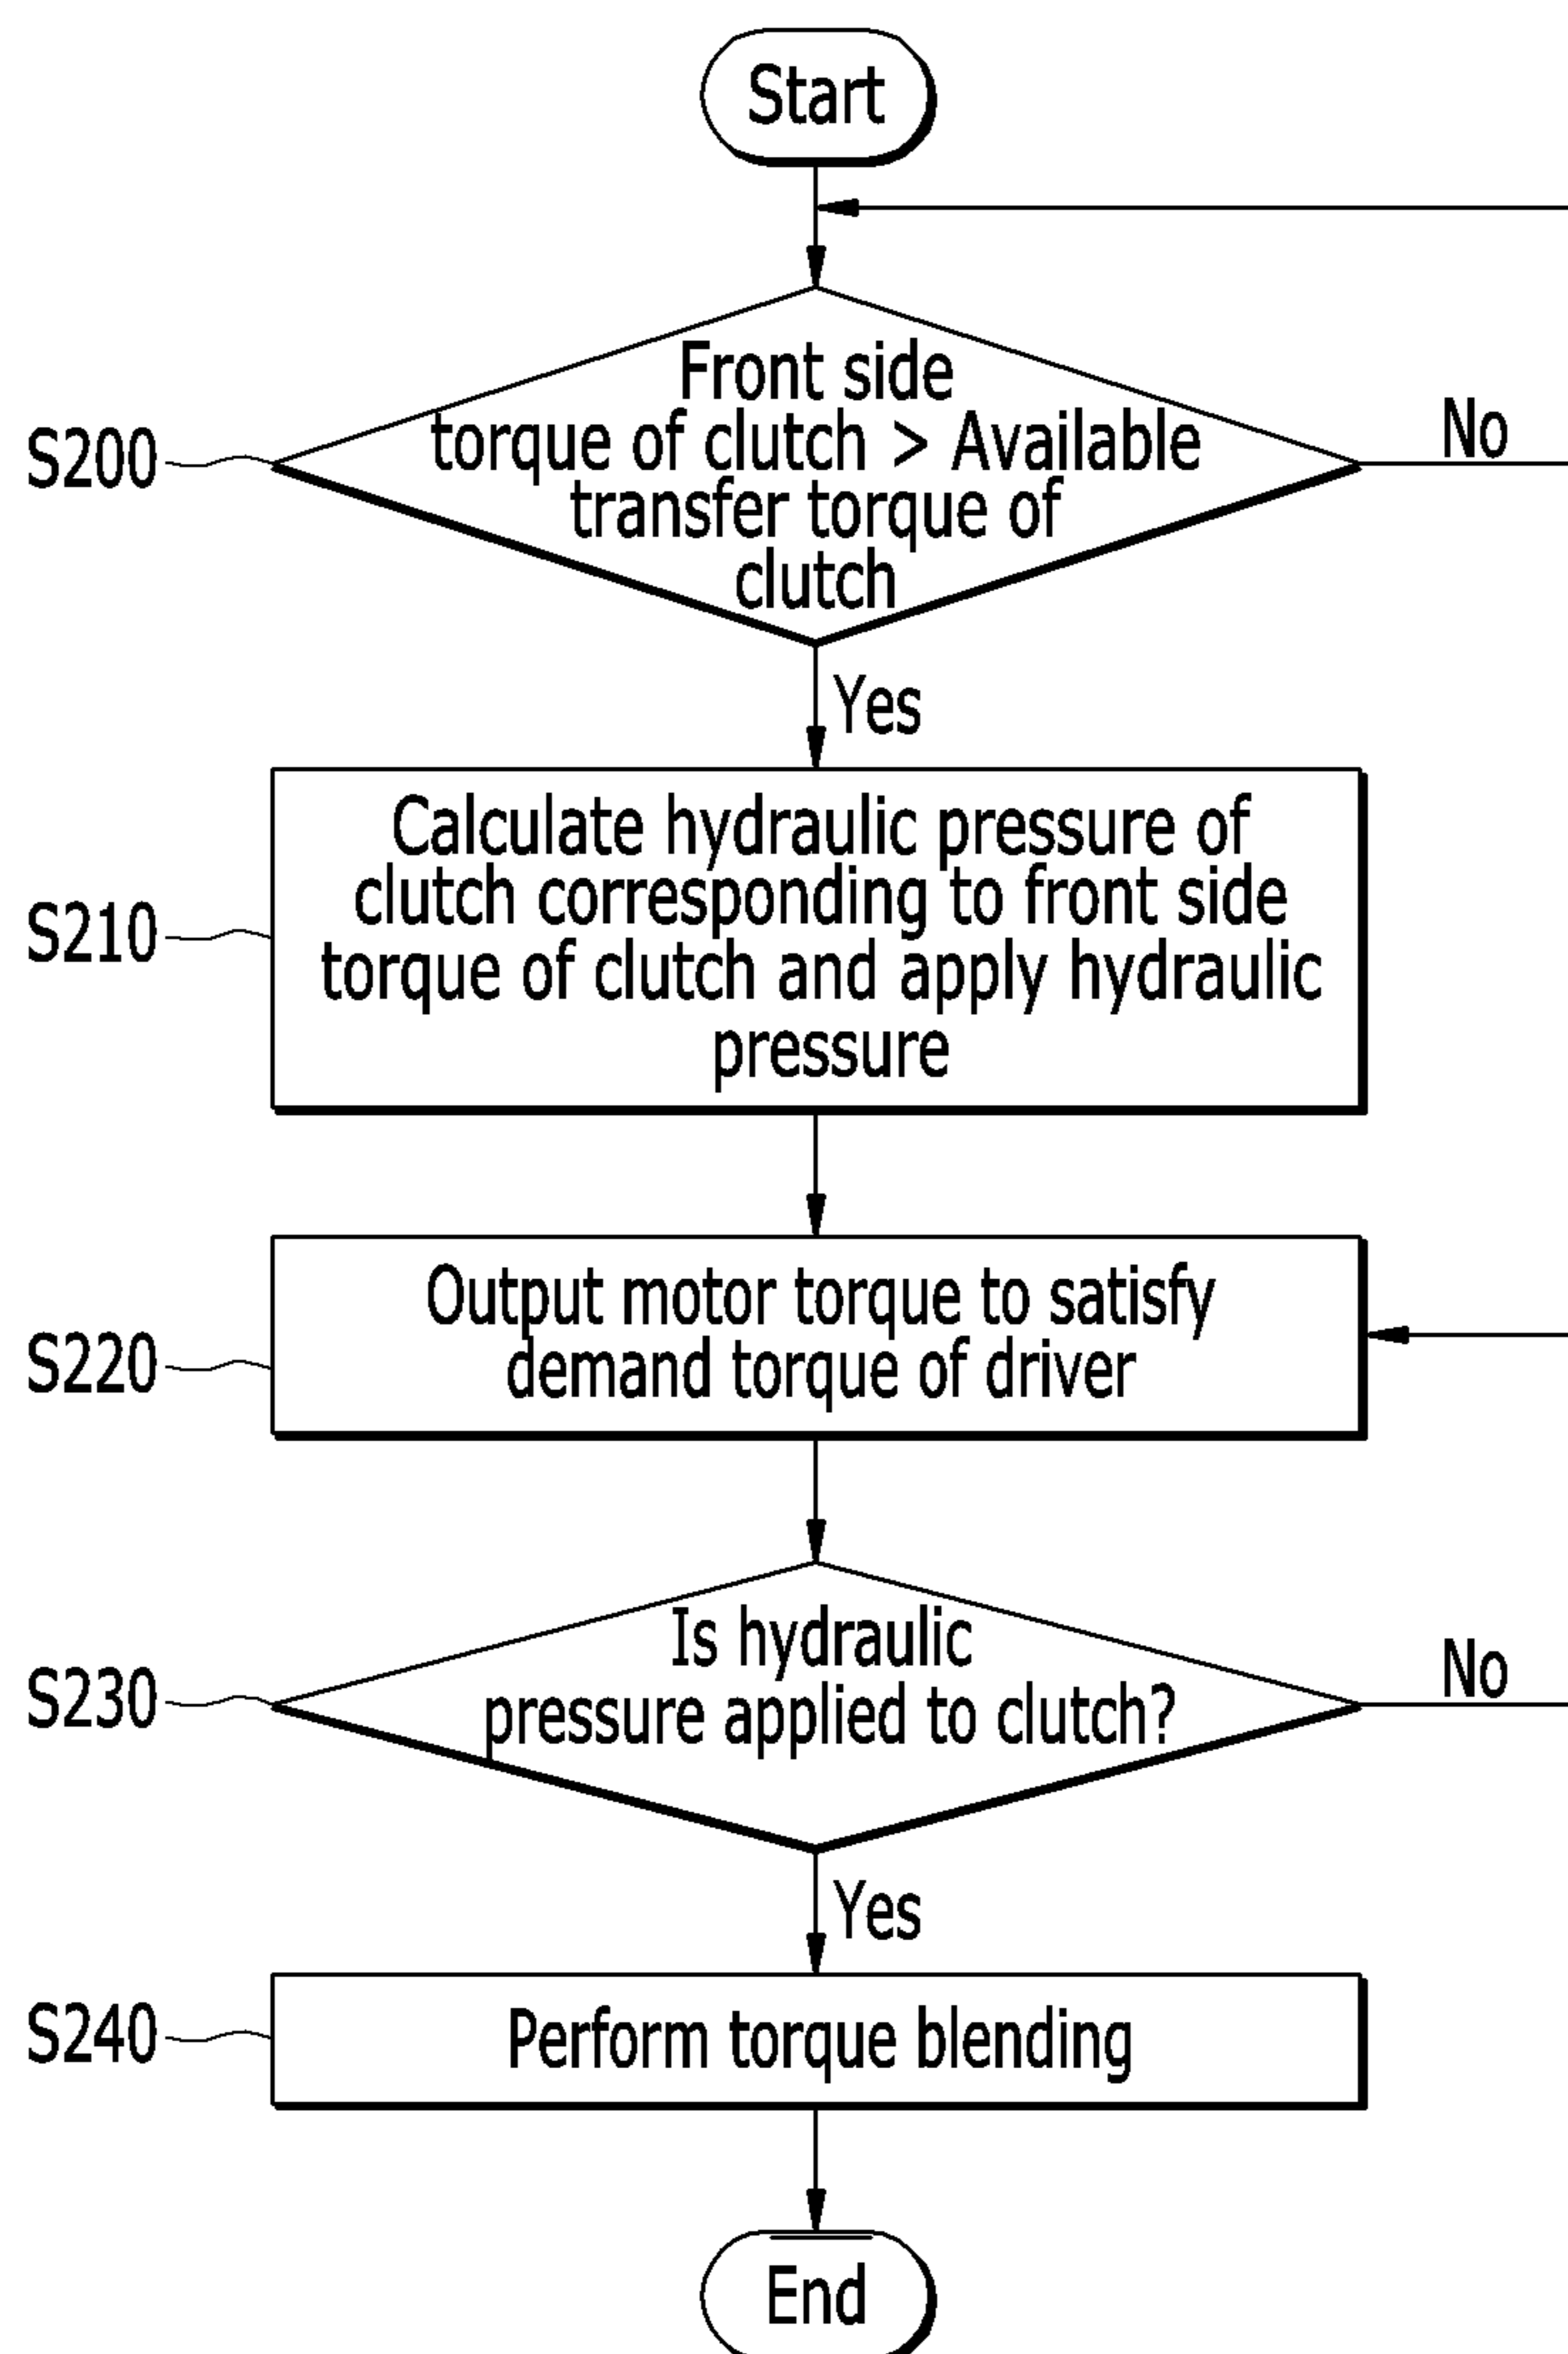 Start
Front side
torque of clutch > Available
transfer torque of
clutch
S200
No
Yes
Calculate hydraulic pressure of
clutch corresponding to front side
torque of clutch and apply hydraulic
pressure
S210
Output motor torque to satisfy
demand torque of driver
S220
Is hydraulic
pressure applied to clutch?
S230
No
Yes
S240
Perform torque blending
End